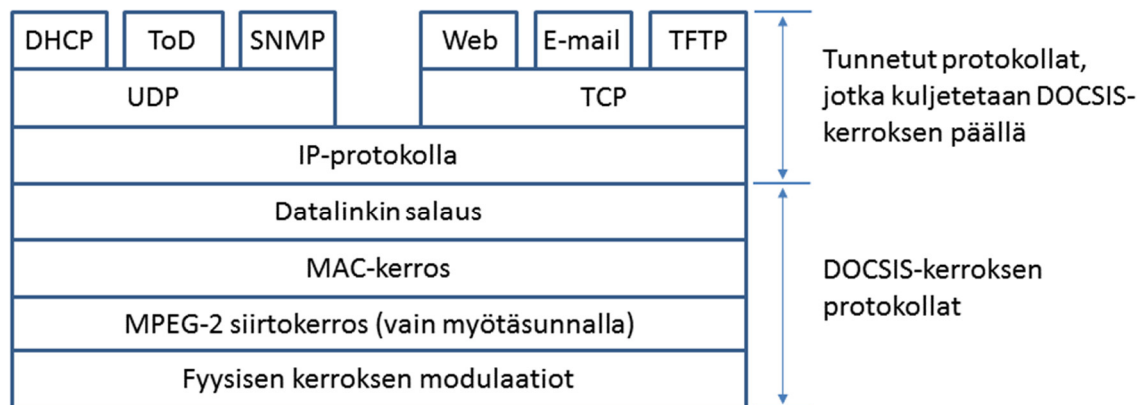 DHCP
ToD
SNMP
Web
E-mail
TFTP
UDP
TCP
IP-protokolla
Datalinkin salaus
MAC-kerros
MPEG-2 siirtokerros (vain myötäsunnalla)
Fyysisen kerroksen modulaatiot
Tunnetut protokollat,
jotka kuljetetaan DOCSIS-
kerroksen päällä
DOCSIS-kerroksen
protokollat